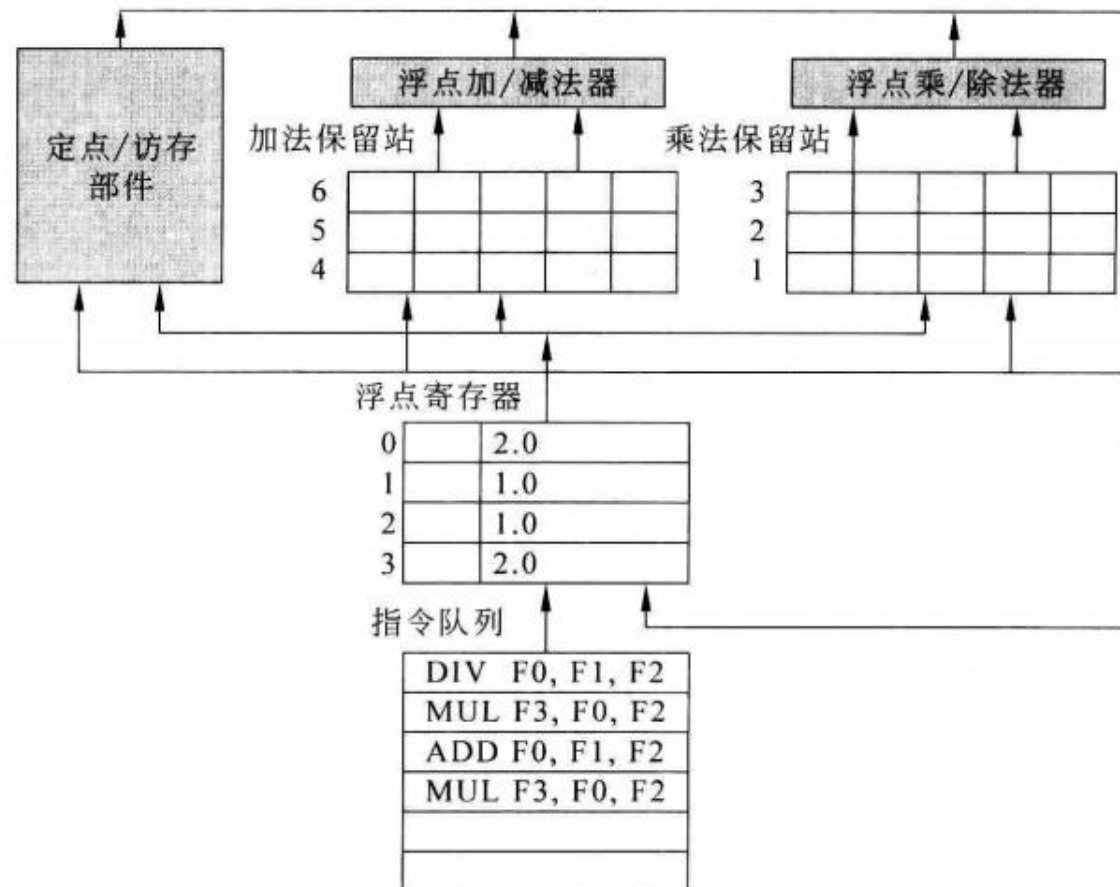 定点/访存
部件
浮点加/减法器
浮点乘/除法器
加法保留站
乘法保留站
6
5
4
3
2
1
浮点寄存器
0 2.0
1 1.0
2 1.0
3 2.0
指令队列
DIV F0, F1, F2
MUL F3, F0, F2
ADD F0, F1, F2
MUL F3, F0, F2